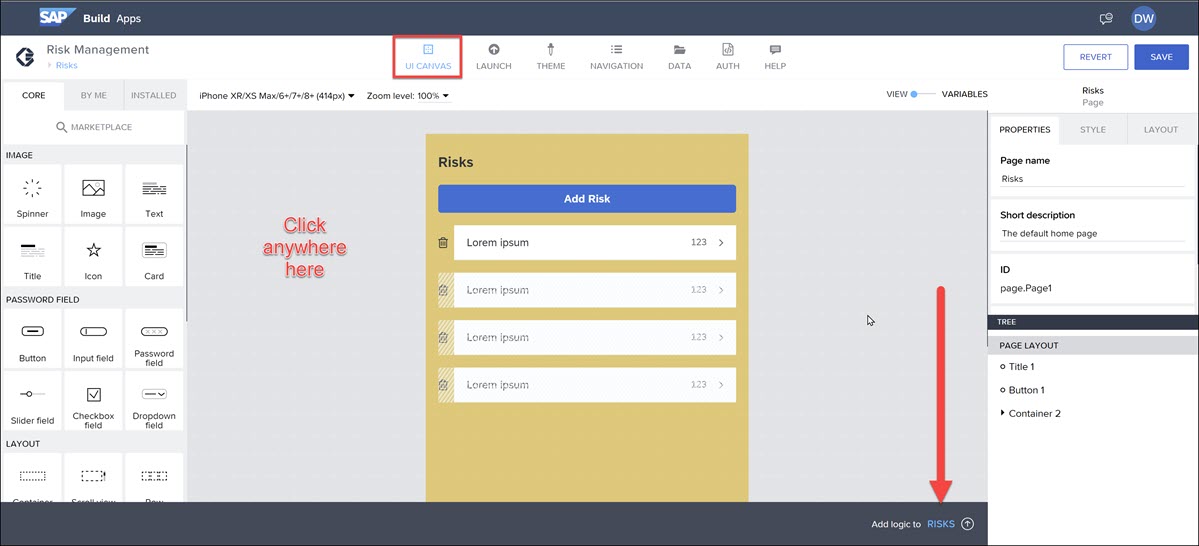 SAP Build Apps
DW
Risk Management
Risks
UI CANVAS
LAUNCH
THEME
NAVIGATION
DATA
AUTH
HELP
REVERT
SAVE
CORE
BY ME
INSTALLED
iPhone XR/XS Max/6+/7+/8+ (414px)
Zoom level: 100%
VIEW
VARIABLES
Risks
Page
MARKETPLACE
PROPERTIES
STYLE
LAYOUT
IMAGE
Spinner
Image
Text
Title
Icon
Card
PASSWORD FIELD
Button
Input field
Password
field
Slider field
Checkbox
field
Dropdown
field
LAYOUT
Container
Scroll view
Row
Click
anywhere
here
Risks
Add Risk
Lorem ipsum 123
Lorem ipsum 123
Lorem ipsum 123
Lorem ipsum 123
Page name
Risks
Short description
The default home page
ID
page.Page1
TREE
PAGE LAYOUT
Title 1
Button 1
Container 2
Add logic to RISKS